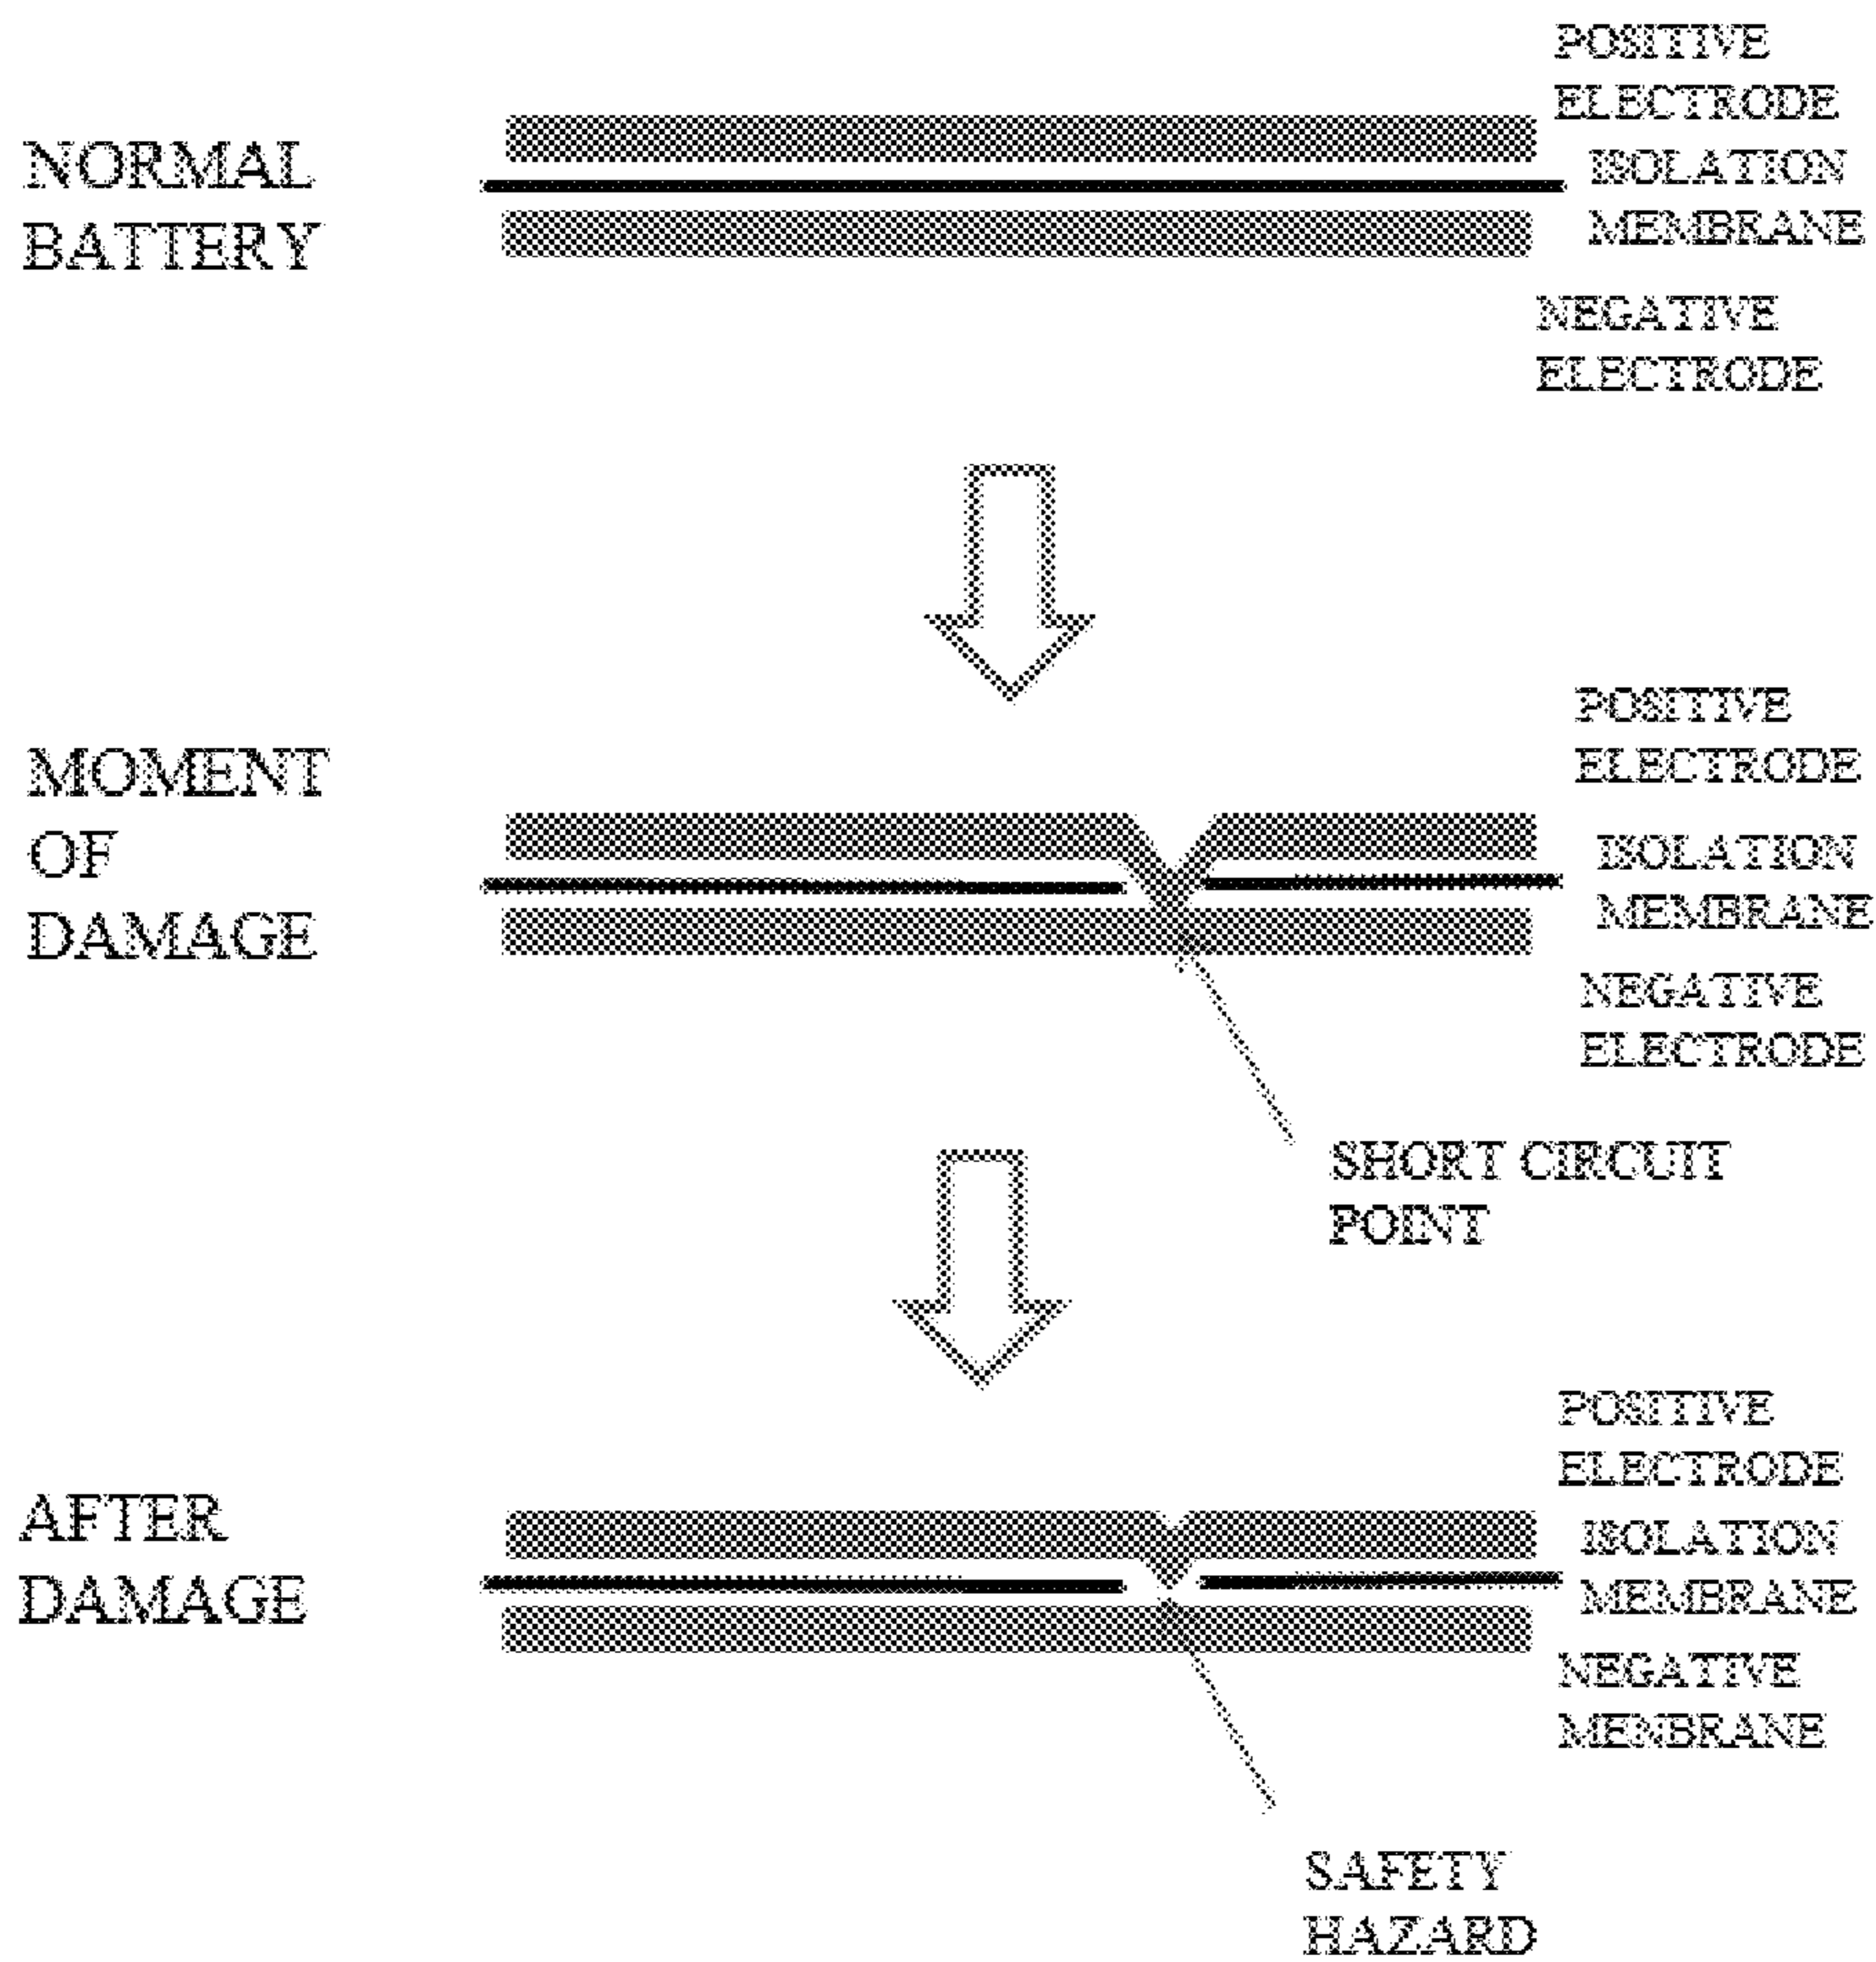 NORMAL
BATTERY
POSITIVE
ELECTRODE
ISOLATION
MEMBRANE
NEGATIVE
ELECTRODE
MOMENT
OF
DAMAGE
POSITIVE
ELECTRODE
ISOLATION
MEMBRANE
NEGATIVE
ELECTRODE
SHORT CIRCUIT
POINT
AFTER
DAMAGE
POSITIVE
ELECTRODE
ISOLATION
MEMBRANE
NEGATIVE
MENBRANE
SAFETY
HAZARD